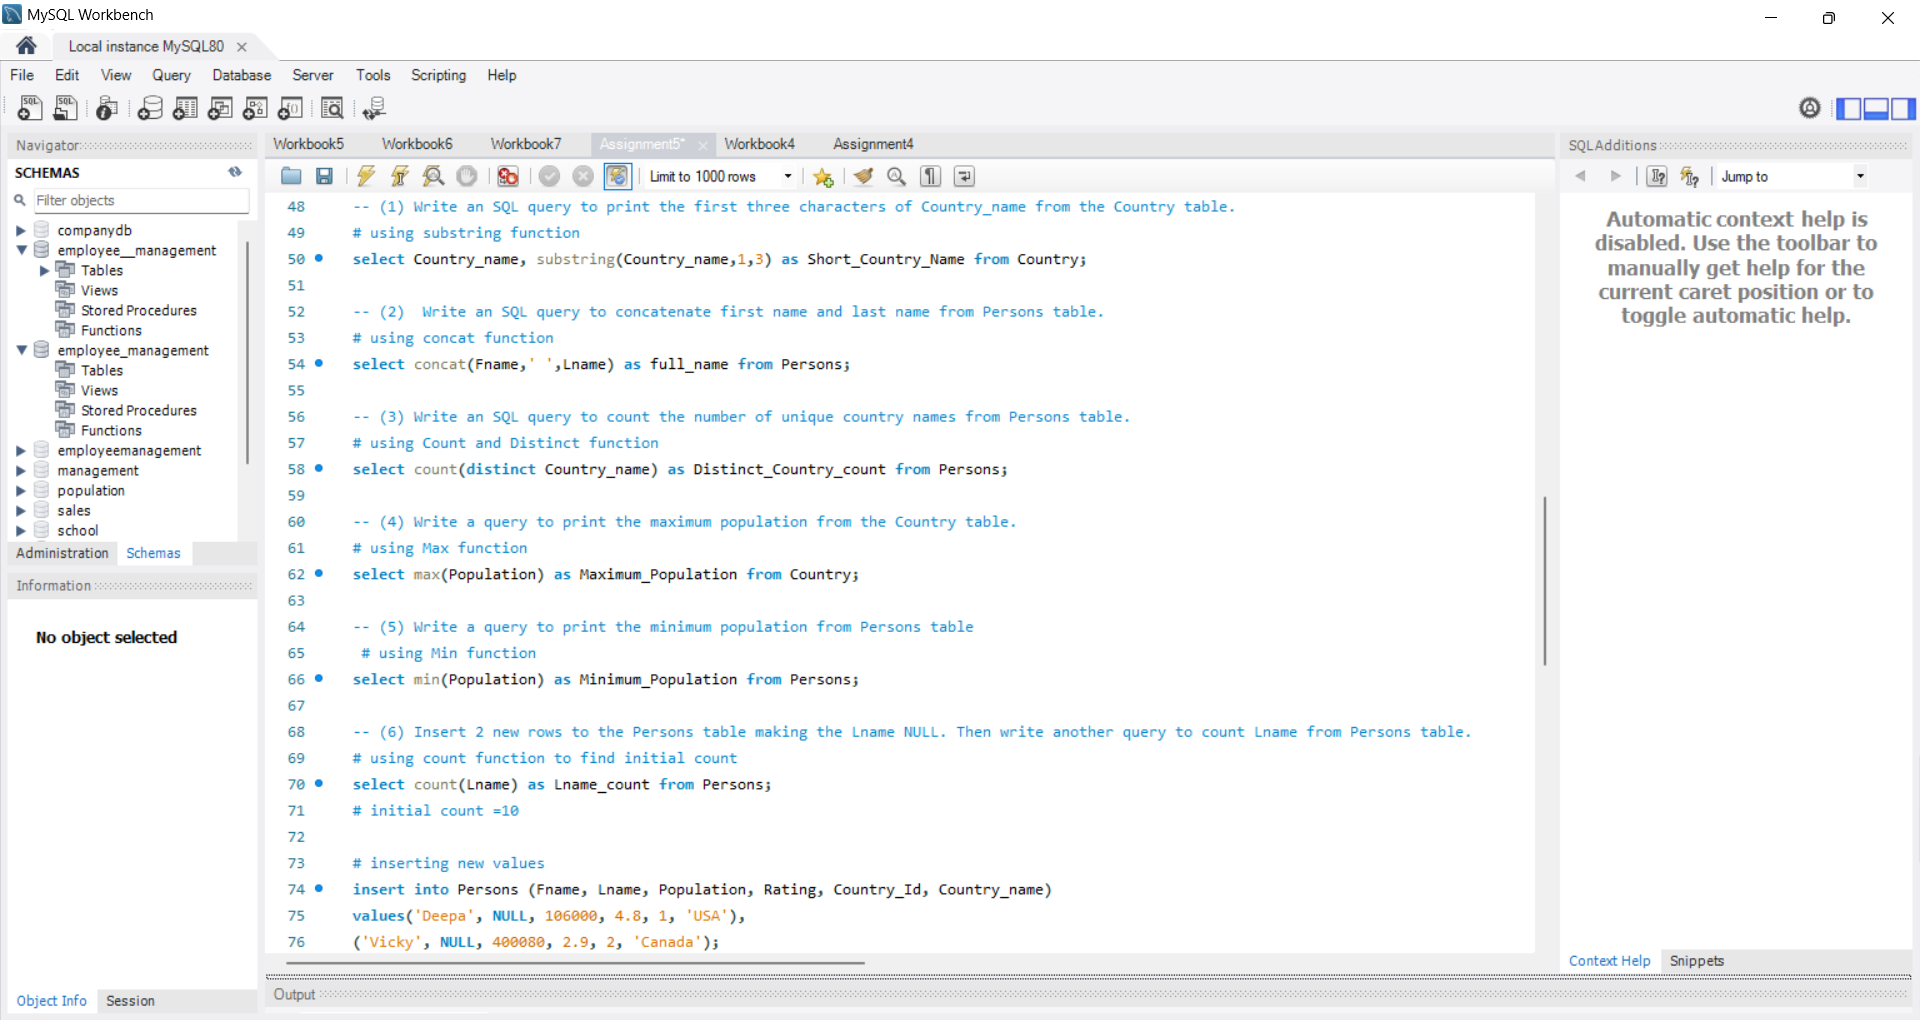 MySQL Workbench
Local instance MySQL80
File Edit View Query Database Server Tools Scripting Help
Navigator
SCHEMAS
Filter objects
companydb
employee__management
Tables
Views
Stored Procedures
Functions
employee_management
Tables
Views
Stored Procedures
Functions
employeemanagement
management
population
sales
school
Administration Schemas
Information
No object selected
Object Info Session
Workbook5 Workbook6 Workbook7 Assignment5* Workbook4 Assignment4
Limit to 1000 rows
48 -- (1) Write an SQL query to print the first three characters of Country_name from the Country table.
49 # using substring function
50 select Country_name, substring(Country_name,1,3) as Short_Country_Name from Country;
51
52 -- (2)  Write an SQL query to concatenate first name and last name from Persons table.
53 # using concat function
54 select concat(Fname,' ',Lname) as full_name from Persons;
55
56 -- (3) Write an SQL query to count the number of unique country names from Persons table.
57 # using Count and Distinct function
58 select count(distinct Country_name) as Distinct_Country_count from Persons;
59
60 -- (4) Write a query to print the maximum population from the Country table.
61 # using Max function
62 select max(Population) as Maximum_Population from Country;
63
64 -- (5) Write a query to print the minimum population from Persons table
65 # using Min function
66 select min(Population) as Minimum_Population from Persons;
67
68 -- (6) Insert 2 new rows to the Persons table making the Lname NULL. Then write another query to count Lname from Persons table.
69 # using count function to find initial count
70 select count(Lname) as Lname_count from Persons;
71 # initial count =10
72
73 # inserting new values
74 insert into Persons (Fname, Lname, Population, Rating, Country_Id, Country_name)
75 values('Deepa', NULL, 106000, 4.8, 1, 'USA'),
76 ('Vicky', NULL, 400080, 2.9, 2, 'Canada');
Output
SQLAdditions
Jump to
Automatic context help is
disabled. Use the toolbar to
manually get help for the
current caret position or to
toggle automatic help.
Context Help Snippets